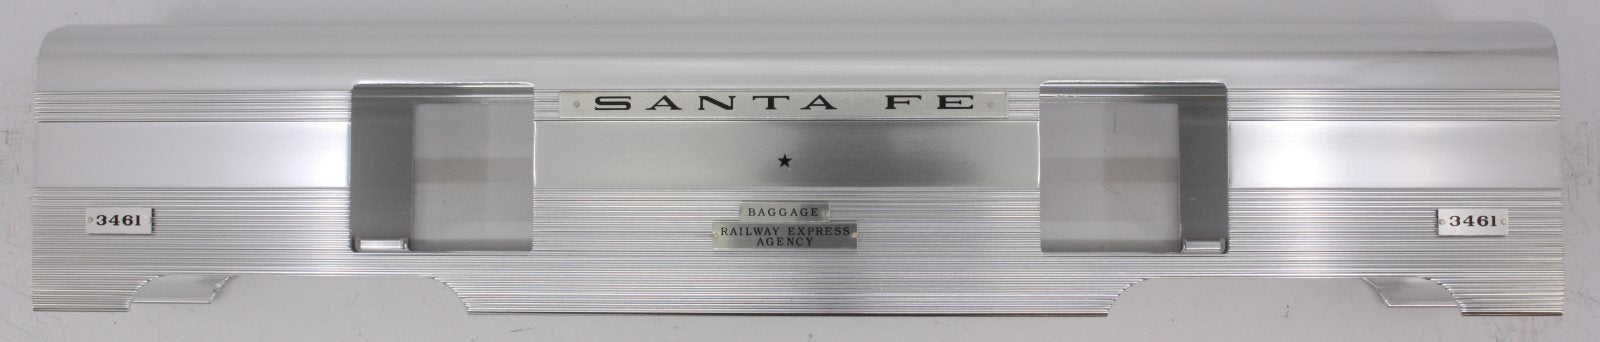 SANTA FE
BAGGAGE
3461
RAILWAY EXPRESS
AGENCY
3461